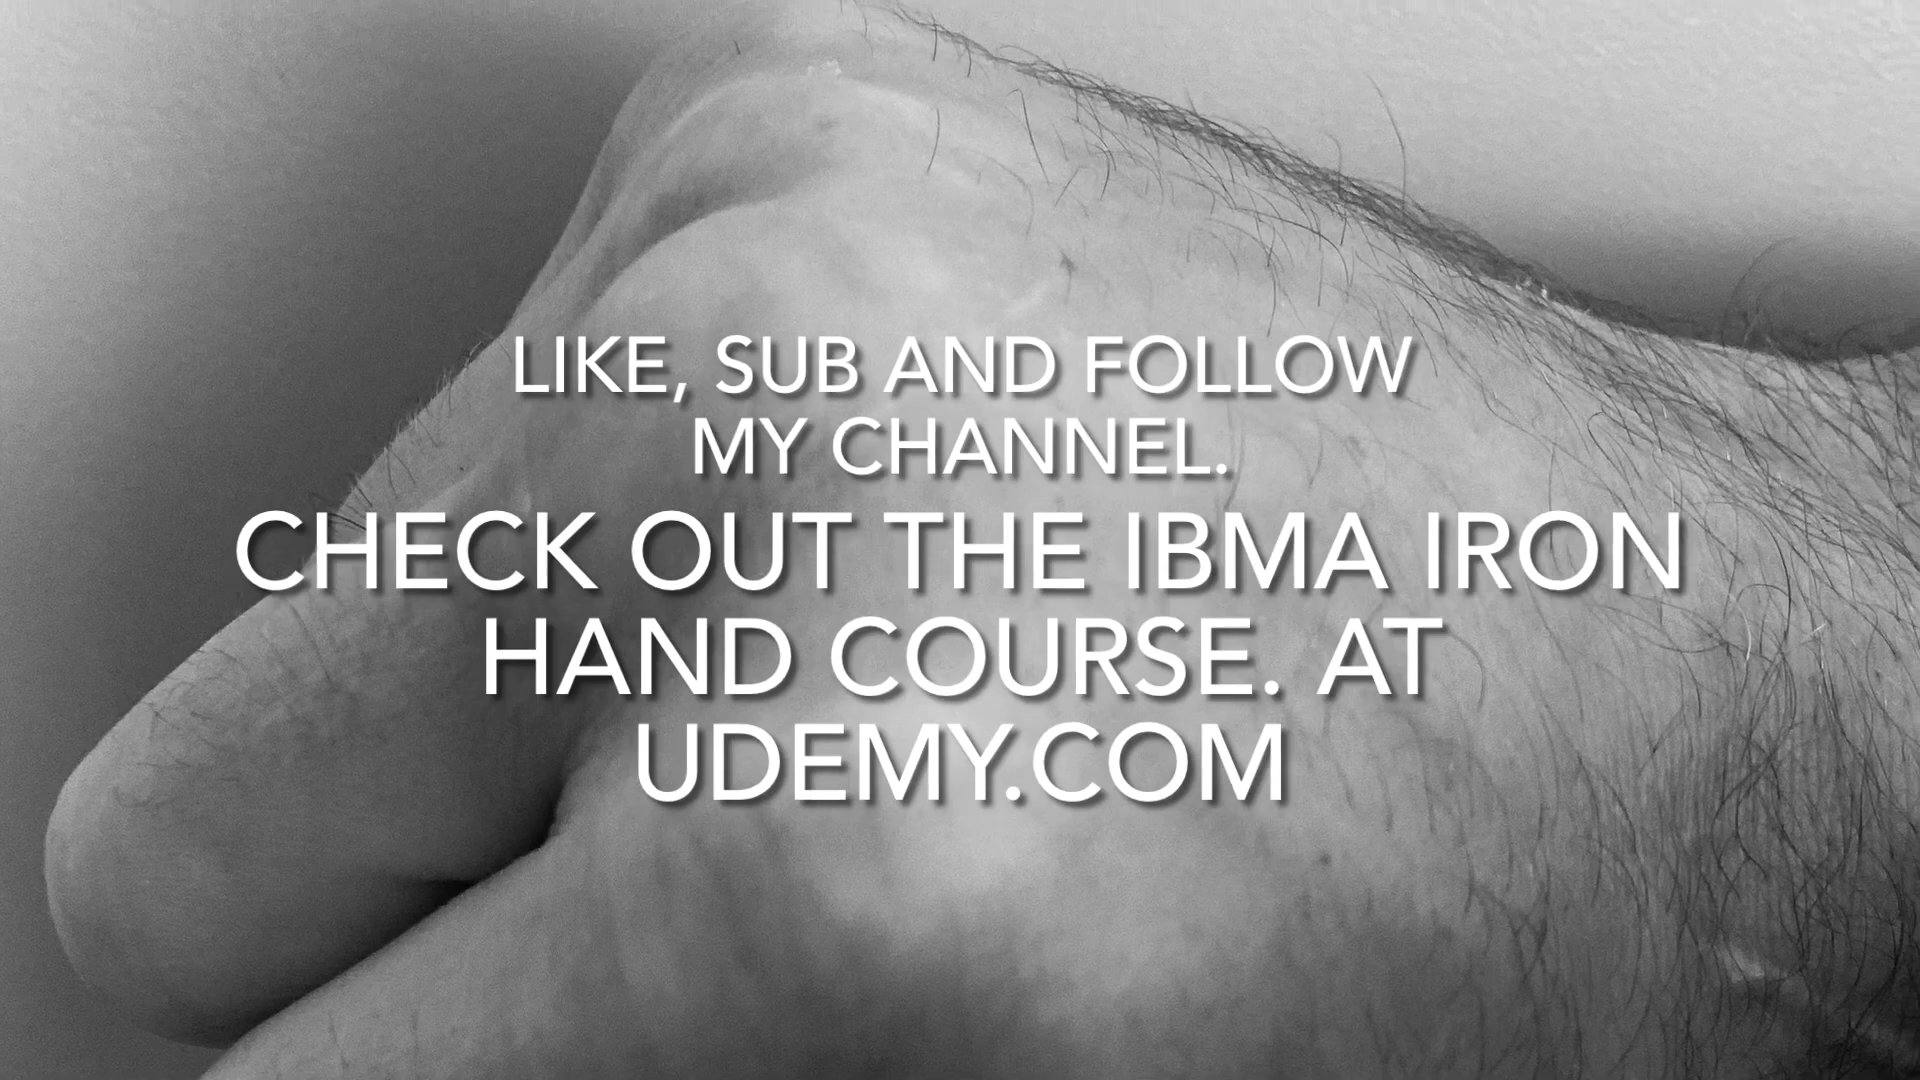 LIKE, SUB AND FOLLOW
MY CHANNEL.
CHECK OUT THE IBMA IRON
HAND COURSE. AT
UDEMY.COM